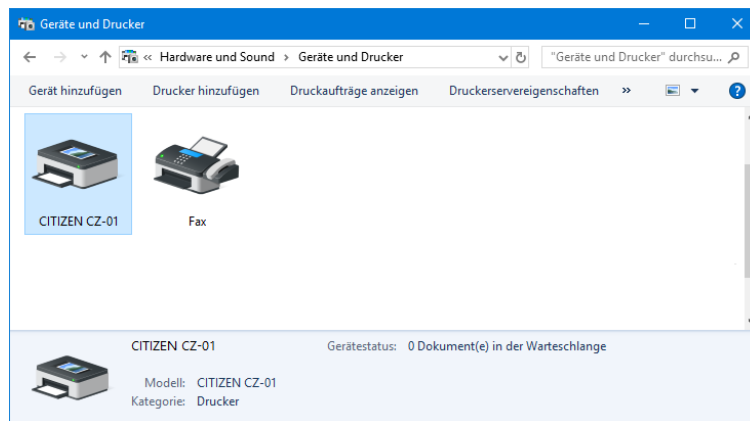 Geräte und Drucker
« Hardware und Sound › Geräte und Drucker "Geräte und Drucker" durchsu...
Gerät hinzufügen Drucker hinzufügen Druckaufträge anzeigen Druckerservereigenschaften »
CITIZEN CZ-01 Fax
CITIZEN CZ-01 Gerätestatus: 0 Dokument(e) in der Warteschlange
Modell: CITIZEN CZ-01
Kategorie: Drucker